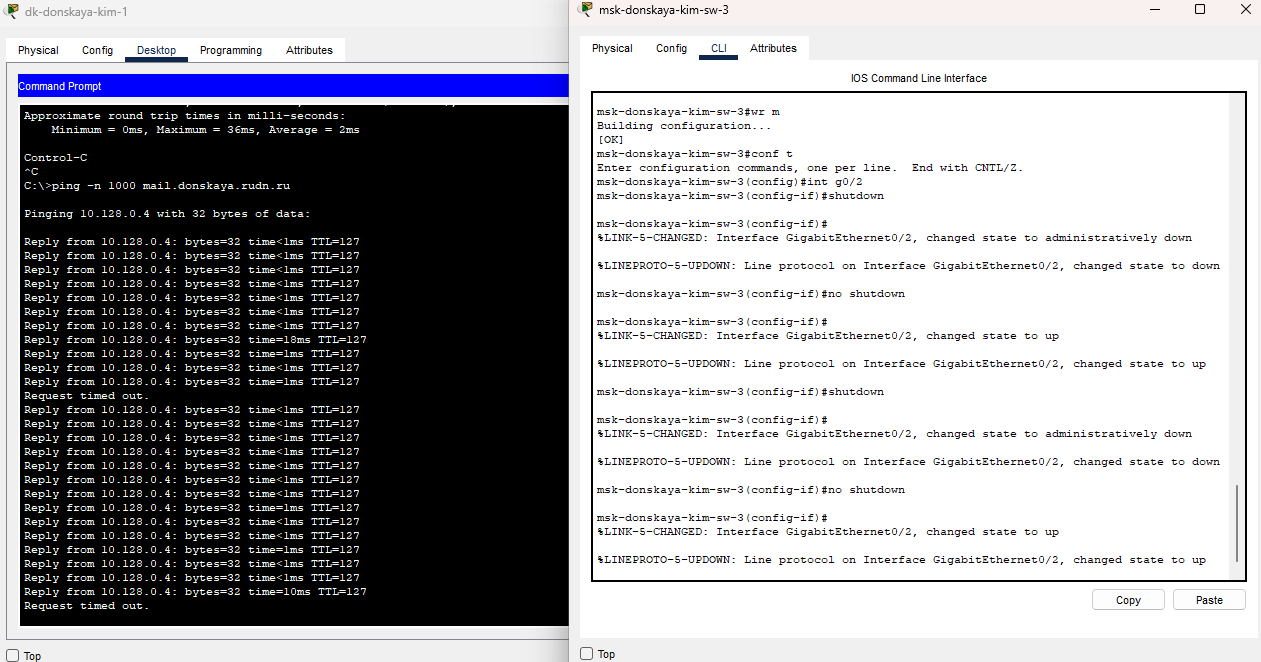 dk-donskaya-kim-1
Physical Config Desktop Programming Attributes
Command Prompt
Approximate round trip times in milli-seconds:
Minimum = 0ms, Maximum = 36ms, Average = 2ms
Control-C
^C
C:\>ping -n 1000 mail.donskaya.rudn.ru
Pinging 10.128.0.4 with 32 bytes of data:
Reply from 10.128.0.4: bytes=32 time<1ms TTL=127
Reply from 10.128.0.4: bytes=32 time<1ms TTL=127
Reply from 10.128.0.4: bytes=32 time=1ms TTL=127
Reply from 10.128.0.4: bytes=32 time<1ms TTL=127
Reply from 10.128.0.4: bytes=32 time<1ms TTL=127
Reply from 10.128.0.4: bytes=32 time<1ms TTL=127
Reply from 10.128.0.4: bytes=32 time<1ms TTL=127
Reply from 10.128.0.4: bytes=32 time=18ms TTL=127
Reply from 10.128.0.4: bytes=32 time=1ms TTL=127
Reply from 10.128.0.4: bytes=32 time<1ms TTL=127
Reply from 10.128.0.4: bytes=32 time=1ms TTL=127
Request timed out.
Reply from 10.128.0.4: bytes=32 time<1ms TTL=127
Reply from 10.128.0.4: bytes=32 time<1ms TTL=127
Reply from 10.128.0.4: bytes=32 time=1ms TTL=127
Reply from 10.128.0.4: bytes=32 time<1ms TTL=127
Reply from 10.128.0.4: bytes=32 time<1ms TTL=127
Reply from 10.128.0.4: bytes=32 time<1ms TTL=127
Reply from 10.128.0.4: bytes=32 time<1ms TTL=127
Reply from 10.128.0.4: bytes=32 time=1ms TTL=127
Reply from 10.128.0.4: bytes=32 time<1ms TTL=127
Reply from 10.128.0.4: bytes=32 time<1ms TTL=127
Reply from 10.128.0.4: bytes=32 time=1ms TTL=127
Reply from 10.128.0.4: bytes=32 time<1ms TTL=127
Reply from 10.128.0.4: bytes=32 time<1ms TTL=127
Reply from 10.128.0.4: bytes=32 time=10ms TTL=127
Request timed out.
Top
msk-donskaya-kim-sw-3
Physical Config CLI Attributes
IOS Command Line Interface
msk-donskaya-kim-sw-3#wr m
Building configuration...
[OK]
msk-donskaya-kim-sw-3#conf t
Enter configuration commands, one per line. End with CNTL/Z.
msk-donskaya-kim-sw-3(config)#int g0/2
msk-donskaya-kim-sw-3(config-if)#shutdown
msk-donskaya-kim-sw-3(config-if)#
%LINK-5-CHANGED: Interface GigabitEthernet0/2, changed state to administratively down
%LINEPROTO-5-UPDOWN: Line protocol on Interface GigabitEthernet0/2, changed state to down
msk-donskaya-kim-sw-3(config-if)#no shutdown
msk-donskaya-kim-sw-3(config-if)#
%LINK-5-CHANGED: Interface GigabitEthernet0/2, changed state to up
%LINEPROTO-5-UPDOWN: Line protocol on Interface GigabitEthernet0/2, changed state to up
msk-donskaya-kim-sw-3(config-if)#shutdown
msk-donskaya-kim-sw-3(config-if)#
%LINK-5-CHANGED: Interface GigabitEthernet0/2, changed state to administratively down
%LINEPROTO-5-UPDOWN: Line protocol on Interface GigabitEthernet0/2, changed state to down
msk-donskaya-kim-sw-3(config-if)#no shutdown
msk-donskaya-kim-sw-3(config-if)#
%LINK-5-CHANGED: Interface GigabitEthernet0/2, changed state to up
%LINEPROTO-5-UPDOWN: Line protocol on Interface GigabitEthernet0/2, changed state to up
Copy Paste
Top